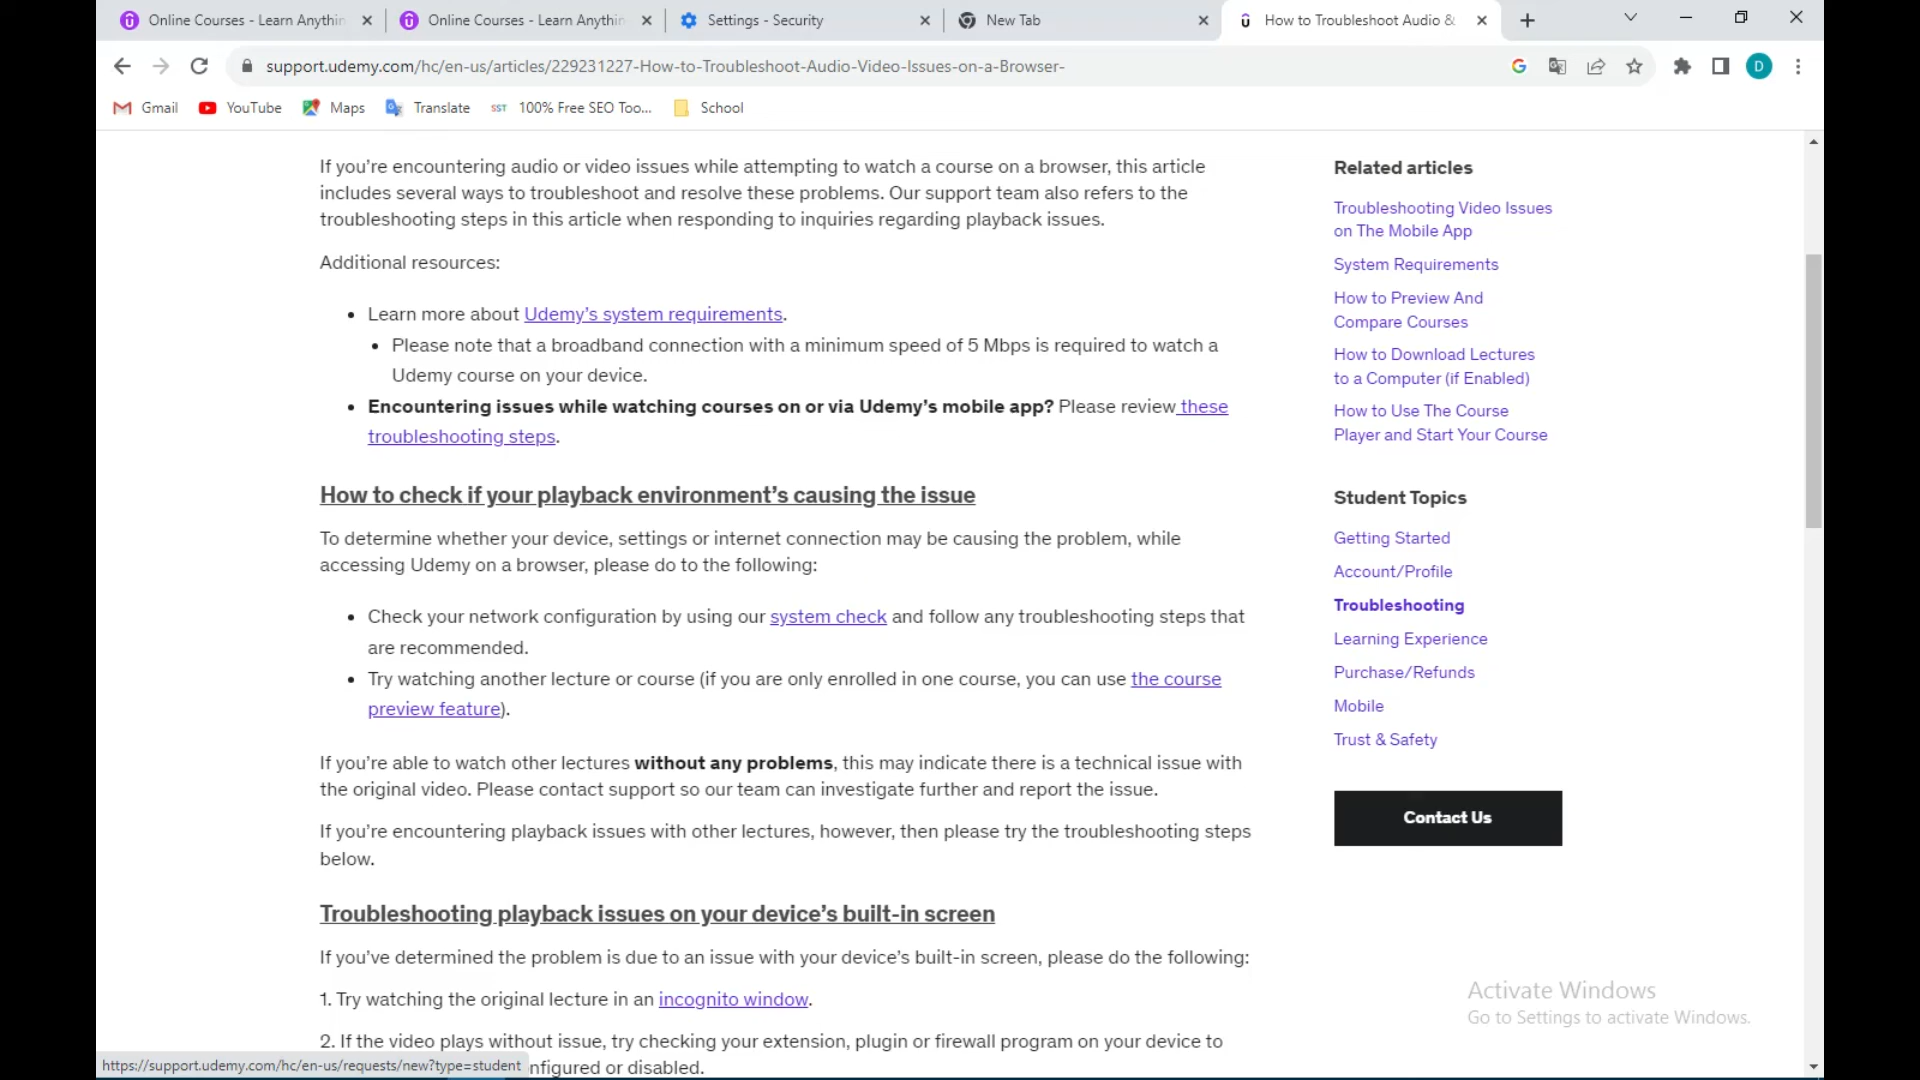 Online Courses - Learn Anythin
Online Courses - Learn Anythin
Settings - Security
New Tab
How to Troubleshoot Audio &
support.udemy.com/hc/en-us/articles/229231227-How-to-Troubleshoot-Audio-Video-Issues-on-a-Browser-
D
Gmail
YouTube
Maps
Translate
SST 100% Free SEO Too...
School
If you're encountering audio or video issues while attempting to watch a course on a browser, this article
includes several ways to troubleshoot and resolve these problems. Our support team also refers to the
troubleshooting steps in this article when responding to inquiries regarding playback issues.
Additional resources:
• Learn more about Udemy's system requirements.
• Please note that a broadband connection with a minimum speed of 5 Mbps is required to watch a
Udemy course on your device.
• Encountering issues while watching courses on or via Udemy's mobile app? Please review these
troubleshooting steps.
How to check if your playback environment's causing the issue
To determine whether your device, settings or internet connection may be causing the problem, while
accessing Udemy on a browser, please do to the following:
• Check your network configuration by using our system check and follow any troubleshooting steps that
are recommended.
• Try watching another lecture or course (if you are only enrolled in one course, you can use the course
preview feature).
If you're able to watch other lectures without any problems, this may indicate there is a technical issue with
the original video. Please contact support so our team can investigate further and report the issue.
If you're encountering playback issues with other lectures, however, then please try the troubleshooting steps
below.
Troubleshooting playback issues on your device's built-in screen
If you've determined the problem is due to an issue with your device's built-in screen, please do the following:
1. Try watching the original lecture in an incognito window.
2. If the video plays without issue, try checking your extension, plugin or firewall program on your device to
nfigured or disabled.
https://support.udemy.com/hc/en-us/requests/new?type=student
Related articles
Troubleshooting Video Issues
on The Mobile App
System Requirements
How to Preview And
Compare Courses
How to Download Lectures
to a Computer (if Enabled)
How to Use The Course
Player and Start Your Course
Student Topics
Getting Started
Account/Profile
Troubleshooting
Learning Experience
Purchase/Refunds
Mobile
Trust & Safety
Contact Us
Activate Windows
Go to Settings to activate Windows.